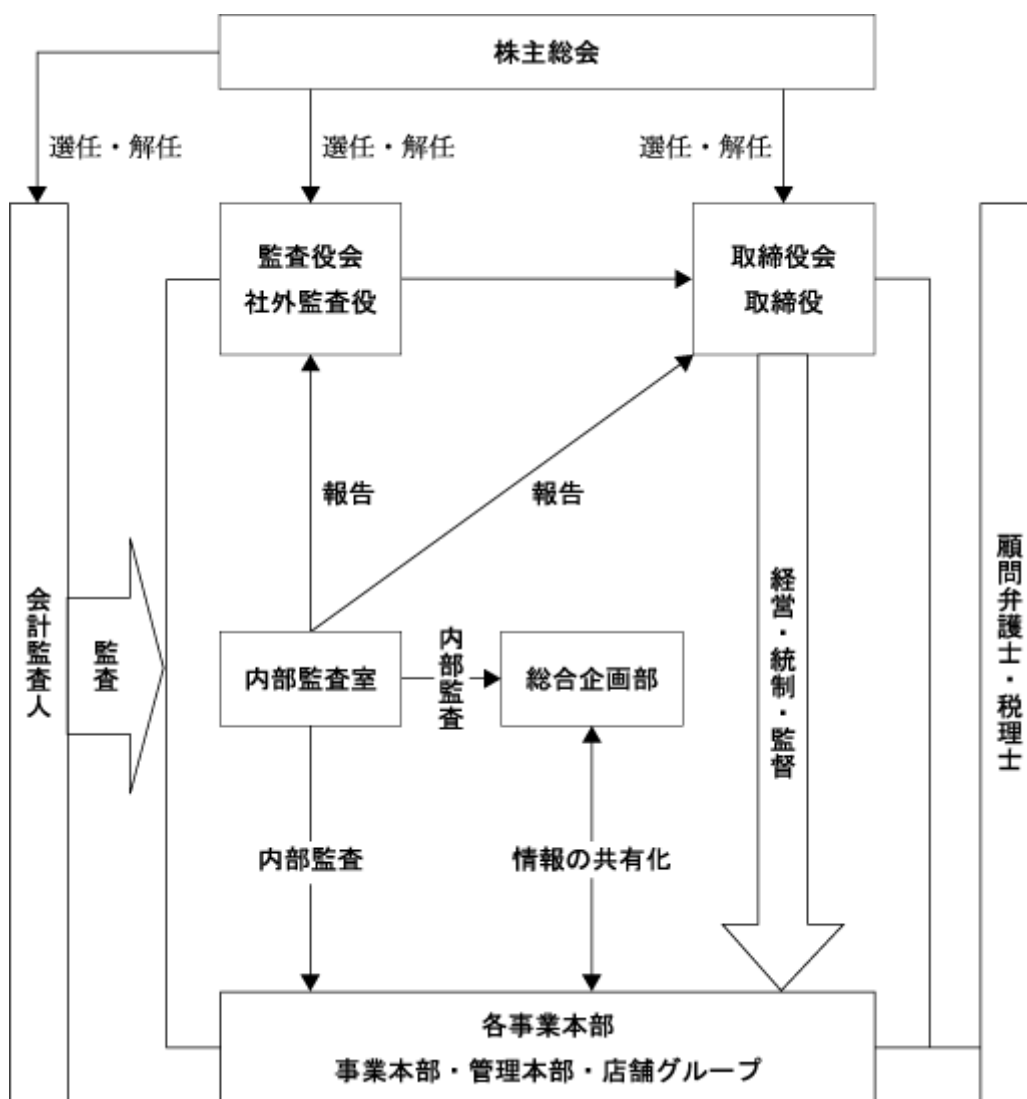 株主総会
選任・解任
選任・解任
選任・解任
監査役会
社外監査役
取締役会
取締役
報告
報告
会計監査人
監査
内部監査室
内部監査
総合企画部
経営・統制・監督
顧問弁護士・税理士
内部監査
情報の共有化
各事業本部
事業本部・管理本部・店舗グループ